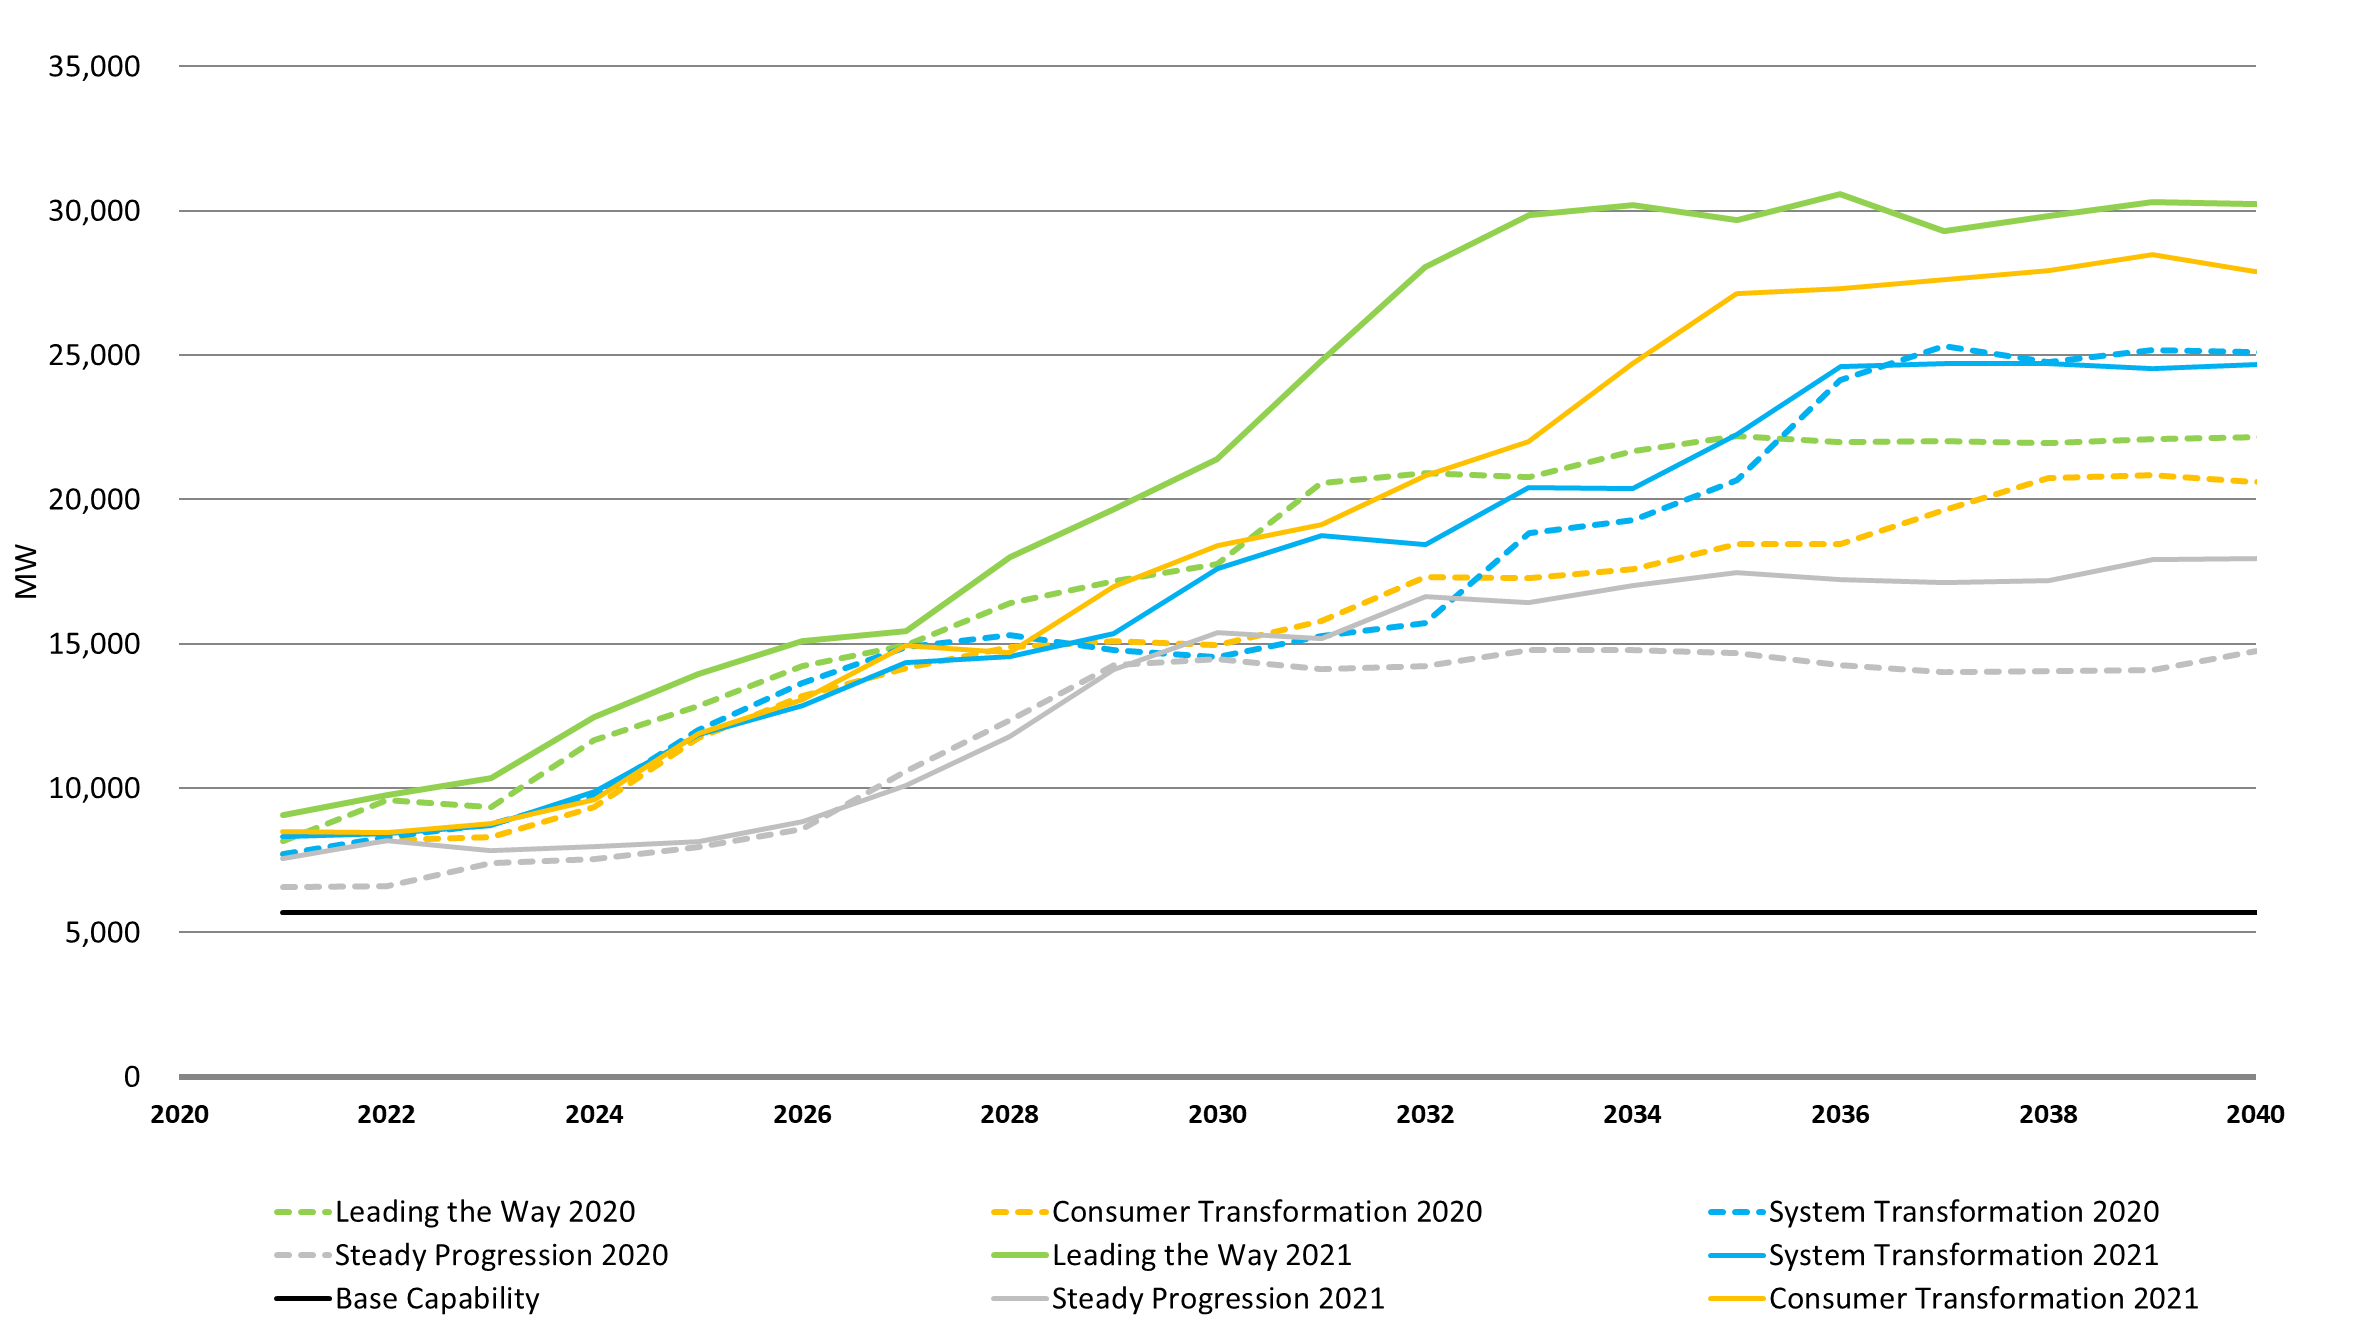 35,000
30,000
25,000
20,000
15,000
10,000
5,000
0
MW
2020 2022 2024 2026 2028 2030 2032 2034 2036 2038 2040
Leading the Way 2020 Consumer Transformation 2020 System Transformation 2020
Steady Progression 2020 Leading the Way 2021 System Transformation 2021
Base Capability Steady Progression 2021 Consumer Transformation 2021